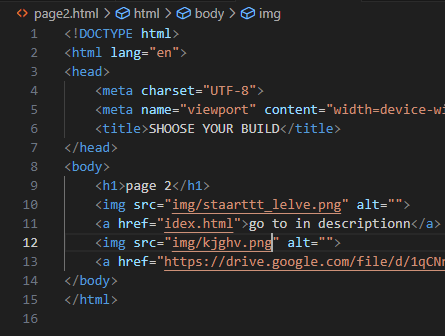 page2.html > html > body > img
1 <!DOCTYPE html>
2 <html lang="en">
3 <head>
4 <meta charset="UTF-8">
5 <meta name="viewport" content="width=device-wi
6 <title>SHOOSE YOUR BUILD</title>
7 </head>
8 <body>
9 <h1>page 2</h1>
10 <img src="img/staarttt_lelve.png" alt="">
11 <a href="idex.html">go to in descriptionn</a>
12 <img src="img/kjghv.png" alt="">
13 <a href="https://drive.google.com/file/d/1qCNn
14 </body>
15 </html>
16